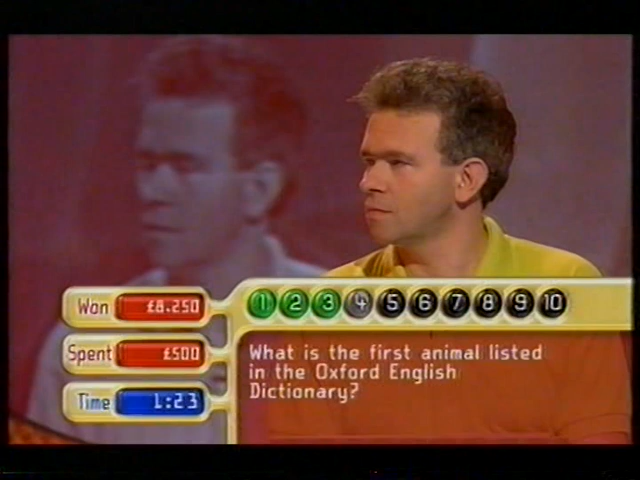 Won £8.250
1 2 3 4 5 6 7 8 9 10
Spent £500
Time 1:23
What is the first animal listed
in the Oxford English
Dictionary?